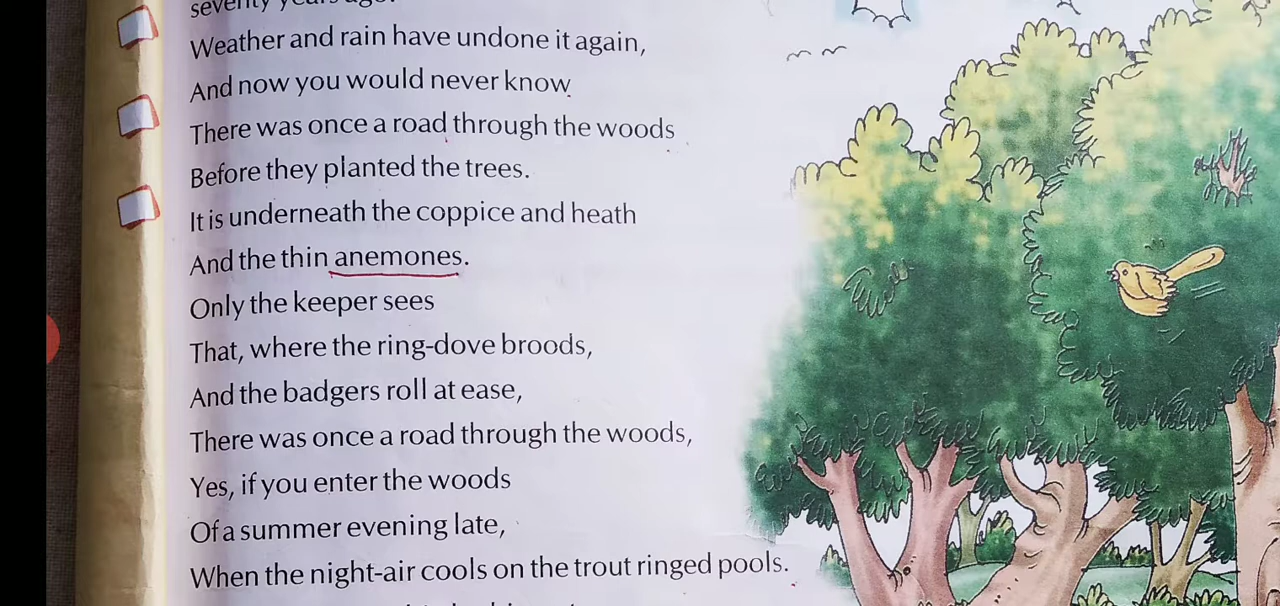 seventy years ago.
Weather and rain have undone it again,
And now you would never know
There was once a road through the woods
Before they planted the trees.
It is underneath the coppice and heath
And the thin anemones.
Only the keeper sees
That, where the ring-dove broods,
And the badgers roll at ease,
There was once a road through the woods,
Yes, if you enter the woods
Of a summer evening late,
When the night-air cools on the trout ringed pools.